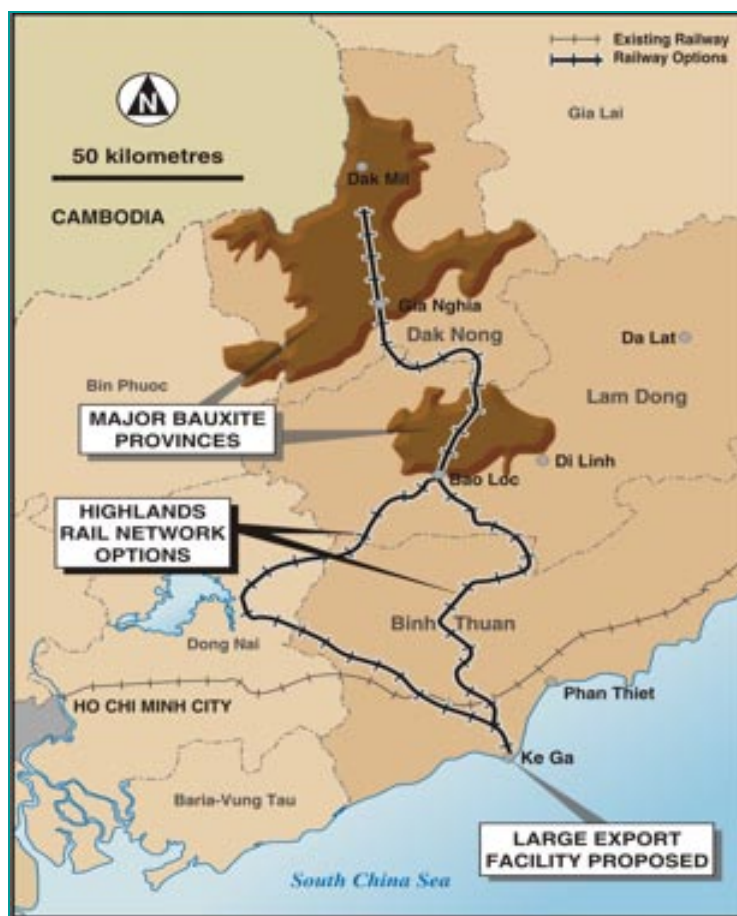 Existing Railway
Railway Options
Gia Lai
N
50 kilometres
Dak Mil
CAMBODIA
Gia Nghia
Dak Nong
Da Lat
Bin Phuoc
Lam Dong
MAJOR BAUXITE
PROVINCES
Di Linh
Bao Loc
HIGHLANDS
RAIL NETWORK
OPTIONS
Binh Thuan
Dong Nai
Phan Thiet
HO CHI MINH CITY
Ke Ga
Baria-Vung Tau
LARGE EXPORT
FACILITY PROPOSED
South China Sea